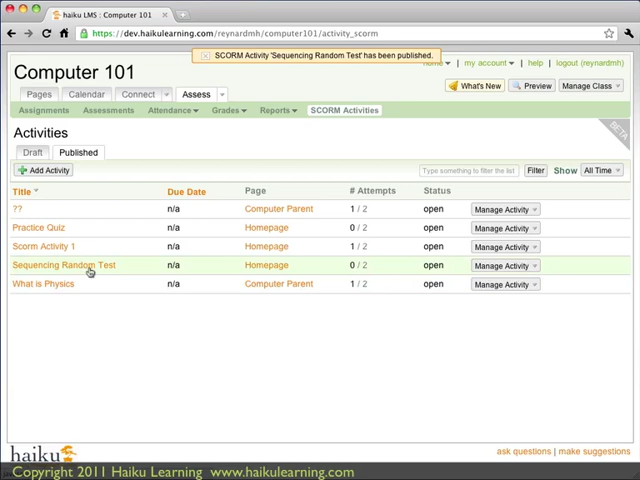 haiku LMS : Computer 101
https://dev.haikulearning.com/reynardmh/computer101/activity_scorm
SCORM Activity 'Sequencing Random Test' has been published.
my account help logout (reynardmh)
Computer 101
What's New Preview Manage Class
Pages Calendar Connect Assess
Assignments Assessments Attendance Grades Reports SCORM Activities
BETA
Activities
Draft Published
Add Activity Type something to filter the list Filter Show All Time
Title Due Date Page # Attempts Status
?? n/a Computer Parent 1 / 2 open Manage Activity
Practice Quiz n/a Homepage 0 / 2 open Manage Activity
Scorm Activity 1 n/a Homepage 1 / 2 open Manage Activity
Sequencing Random Test n/a Homepage 0 / 2 open Manage Activity
What is Physics n/a Computer Parent 1 / 2 open Manage Activity
haiku
ask questions | make suggestions
Copyright 2011 Haiku Learning www.haikulearning.com